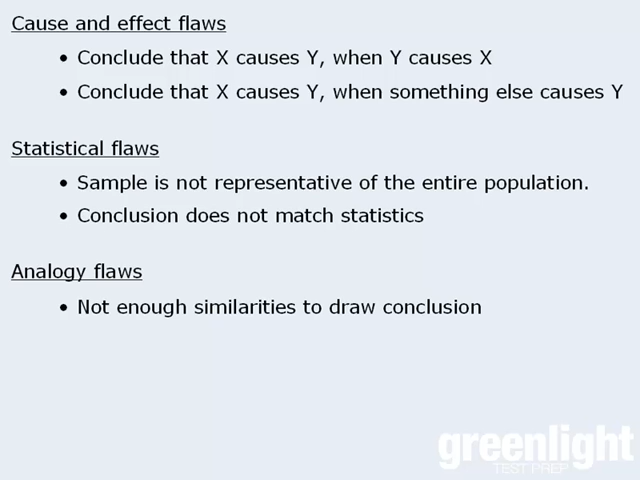 Cause and effect flaws
• Conclude that X causes Y, when Y causes X
• Conclude that X causes Y, when something else causes Y
Statistical flaws
• Sample is not representative of the entire population.
• Conclusion does not match statistics
Analogy flaws
• Not enough similarities to draw conclusion
greenlight
TEST PREP